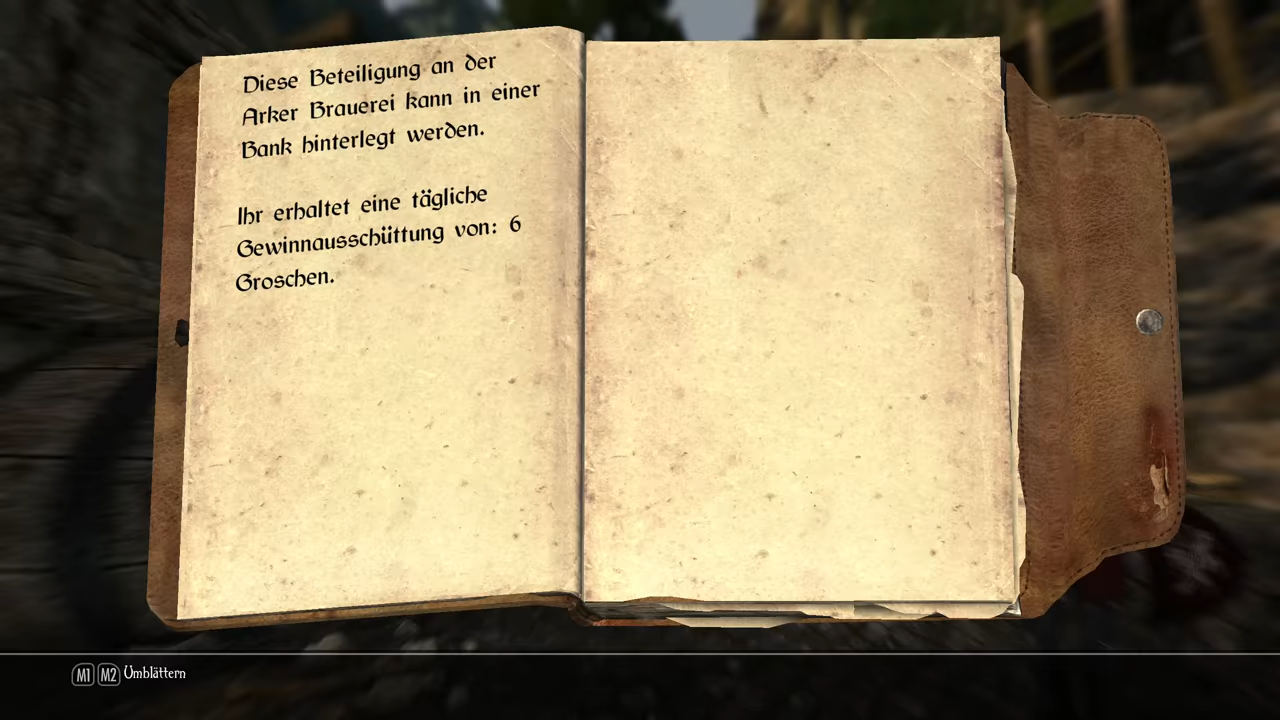 Diese Beteiligung an der
Arker Brauerei kann in einer
Bank hinterlegt werden.
Ihr erhaltet eine tägliche
Gewinnausschüttung von: 6
Groschen.
M1 M2 Umblättern